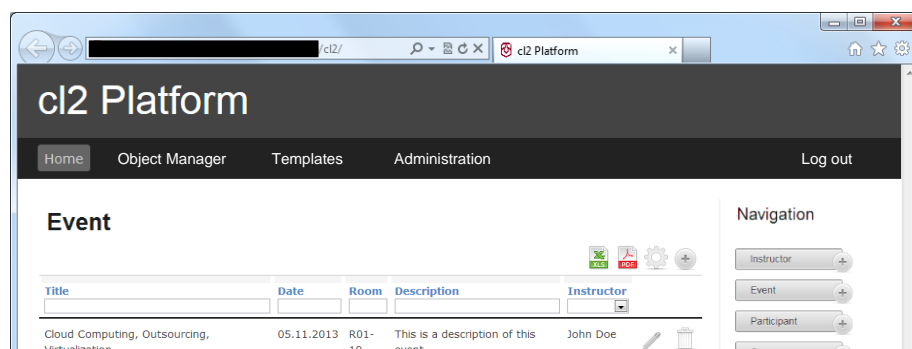 /cl2/
cl2 Platform
cl2 Platform
Home Object Manager Templates Administration Log out
Event
Navigation
XLS PDF
Instructor
Event
Participant
Title Date Room Description Instructor
Cloud Computing, Outsourcing, 05.11.2013 R01- This is a description of this John Doe